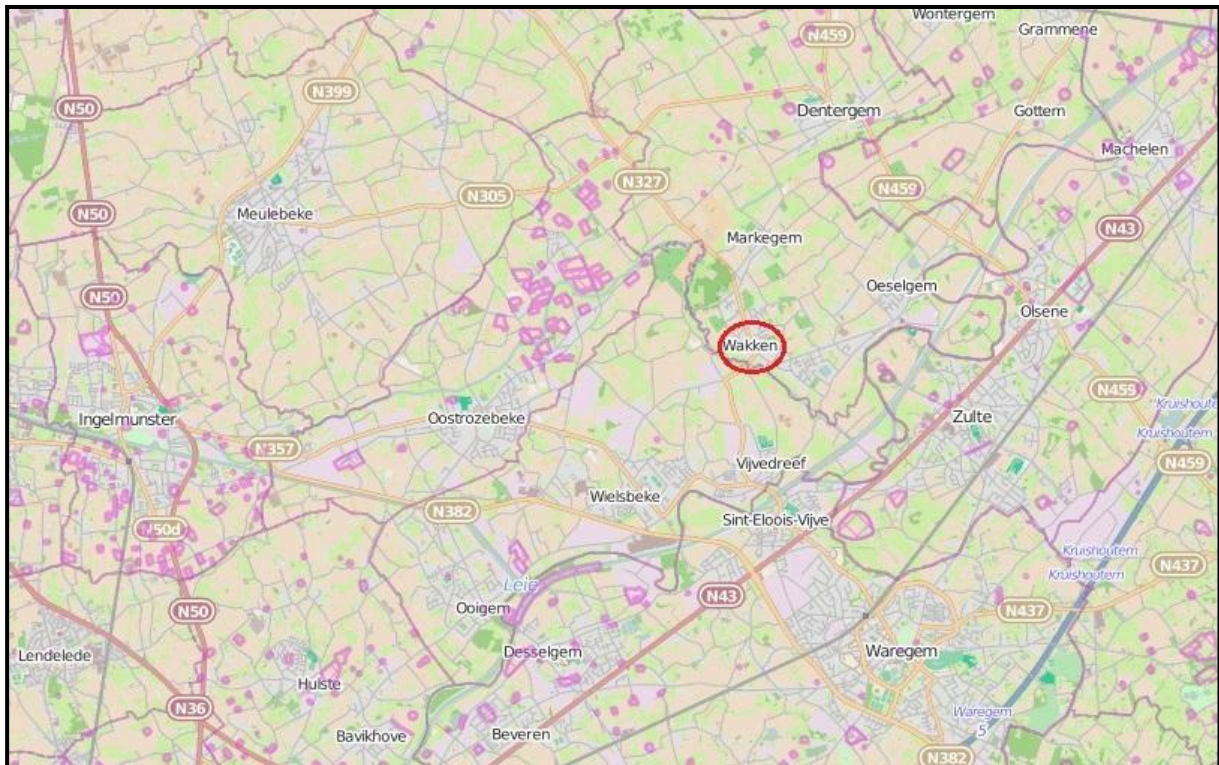 Wontergem
Grammene
N459
N399
N50
Dentergem
Gottem
Machelen
N327
N459
N305
N50
Meulebeke
N43
Markegem
Oeselgem
N50
Olsene
Wakken
N459
Kruishoute
Ingelmunster
Oostrozebeke
Zulte
Kruishoutem
N357
Vijvedreef
N459
Wielsbeke
N382
Sint-Eloois-Vijve
N50d
Kruishoutem
N437
Kruishoutem
Leie
N43
Ooigem
N50
N437
Lendelede
Desselgem
Waregem
Hulste
N36
Waregem
5
Bavikhove
Beveren
N382